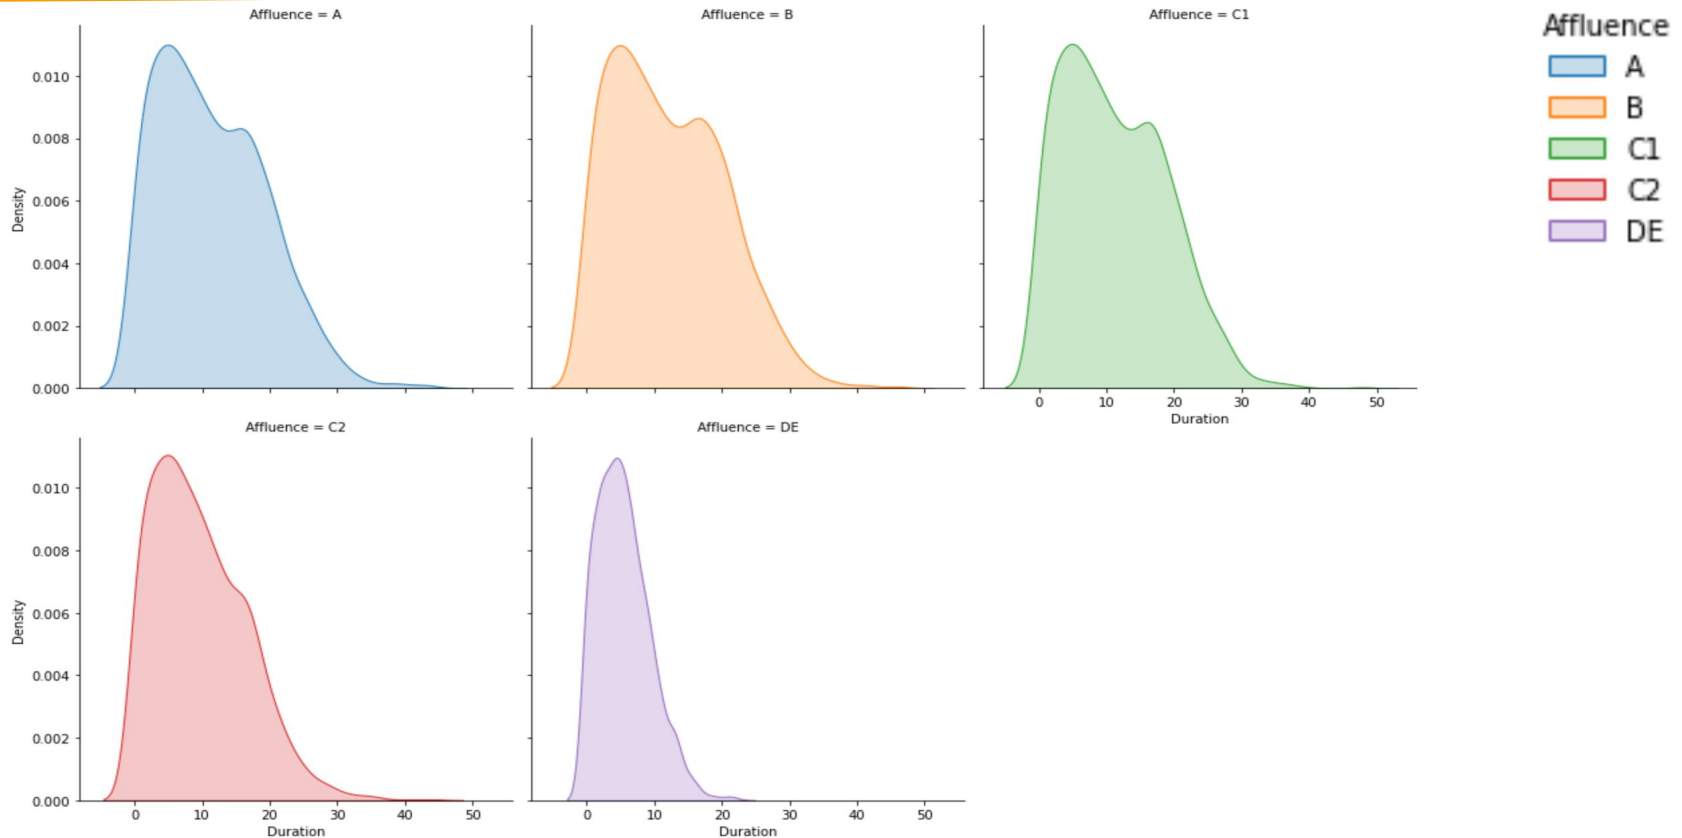 Affluence = A
Affluence = B
Affluence = C1
Affluence
A
B
C1
C2
DE
0.010
0.008
0.006
0.004
0.002
0.000
Density
0 10 20 30 40 50
Duration
Affluence = C2
Affluence = DE
0.010
0.008
0.006
0.004
0.002
0.000
Density
0 10 20 30 40 50
Duration
0 10 20 30 40 50
Duration